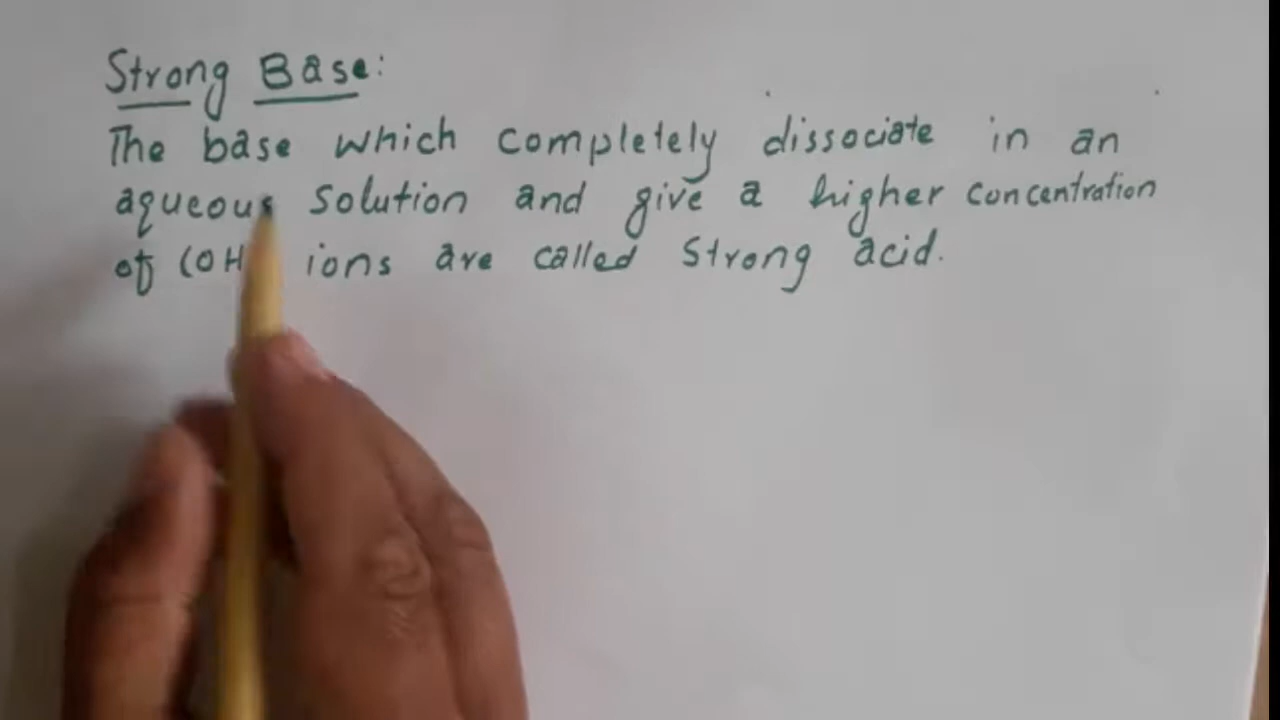 Strong Base:
The base which completely dissociate in an
aqueous solution and give a higher concentration
of (OH ions are called Strong acid.